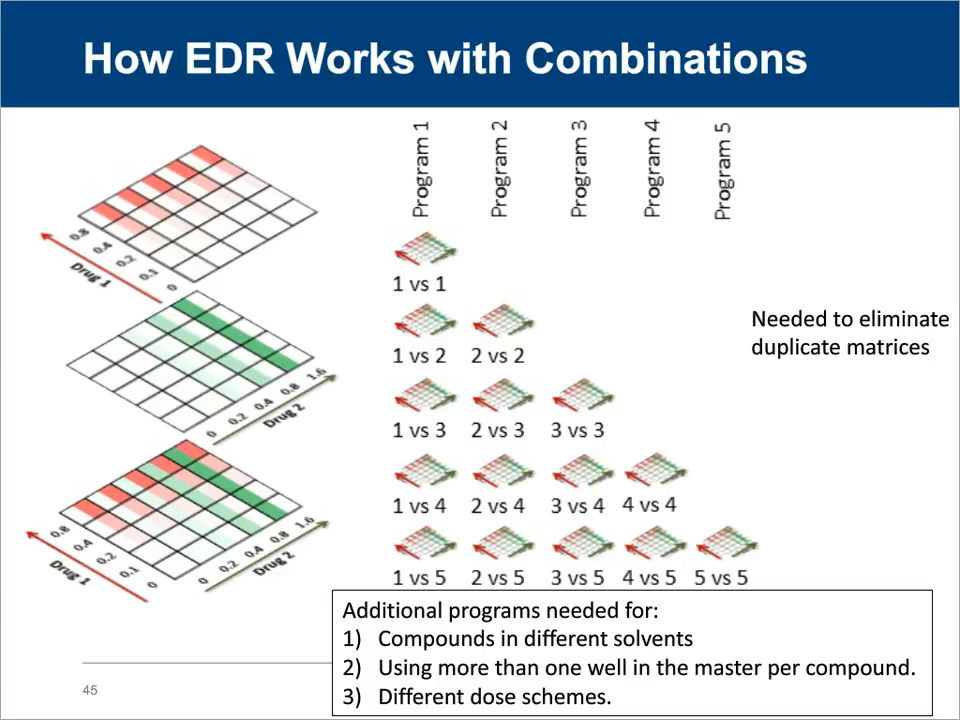 How EDR Works with Combinations
Program 1
Program 2
Program 3
Program 4
Program 5
0.8
0.4
0.2
0.1
0
Drug 1
0
0.2
0.4
0.8
1.6
Drug 2
0.8
0.4
0.2
0.1
0
Drug 1
0
0.2
0.4
0.8
1.6
Drug 2
1 vs 1
1 vs 2 2 vs 2
1 vs 3 2 vs 3 3 vs 3
1 vs 4 2 vs 4 3 vs 4 4 vs 4
1 vs 5 2 vs 5 3 vs 5 4 vs 5 5 vs 5
Needed to eliminate
duplicate matrices
Additional programs needed for:
1) Compounds in different solvents
2) Using more than one well in the master per compound.
3) Different dose schemes.
45